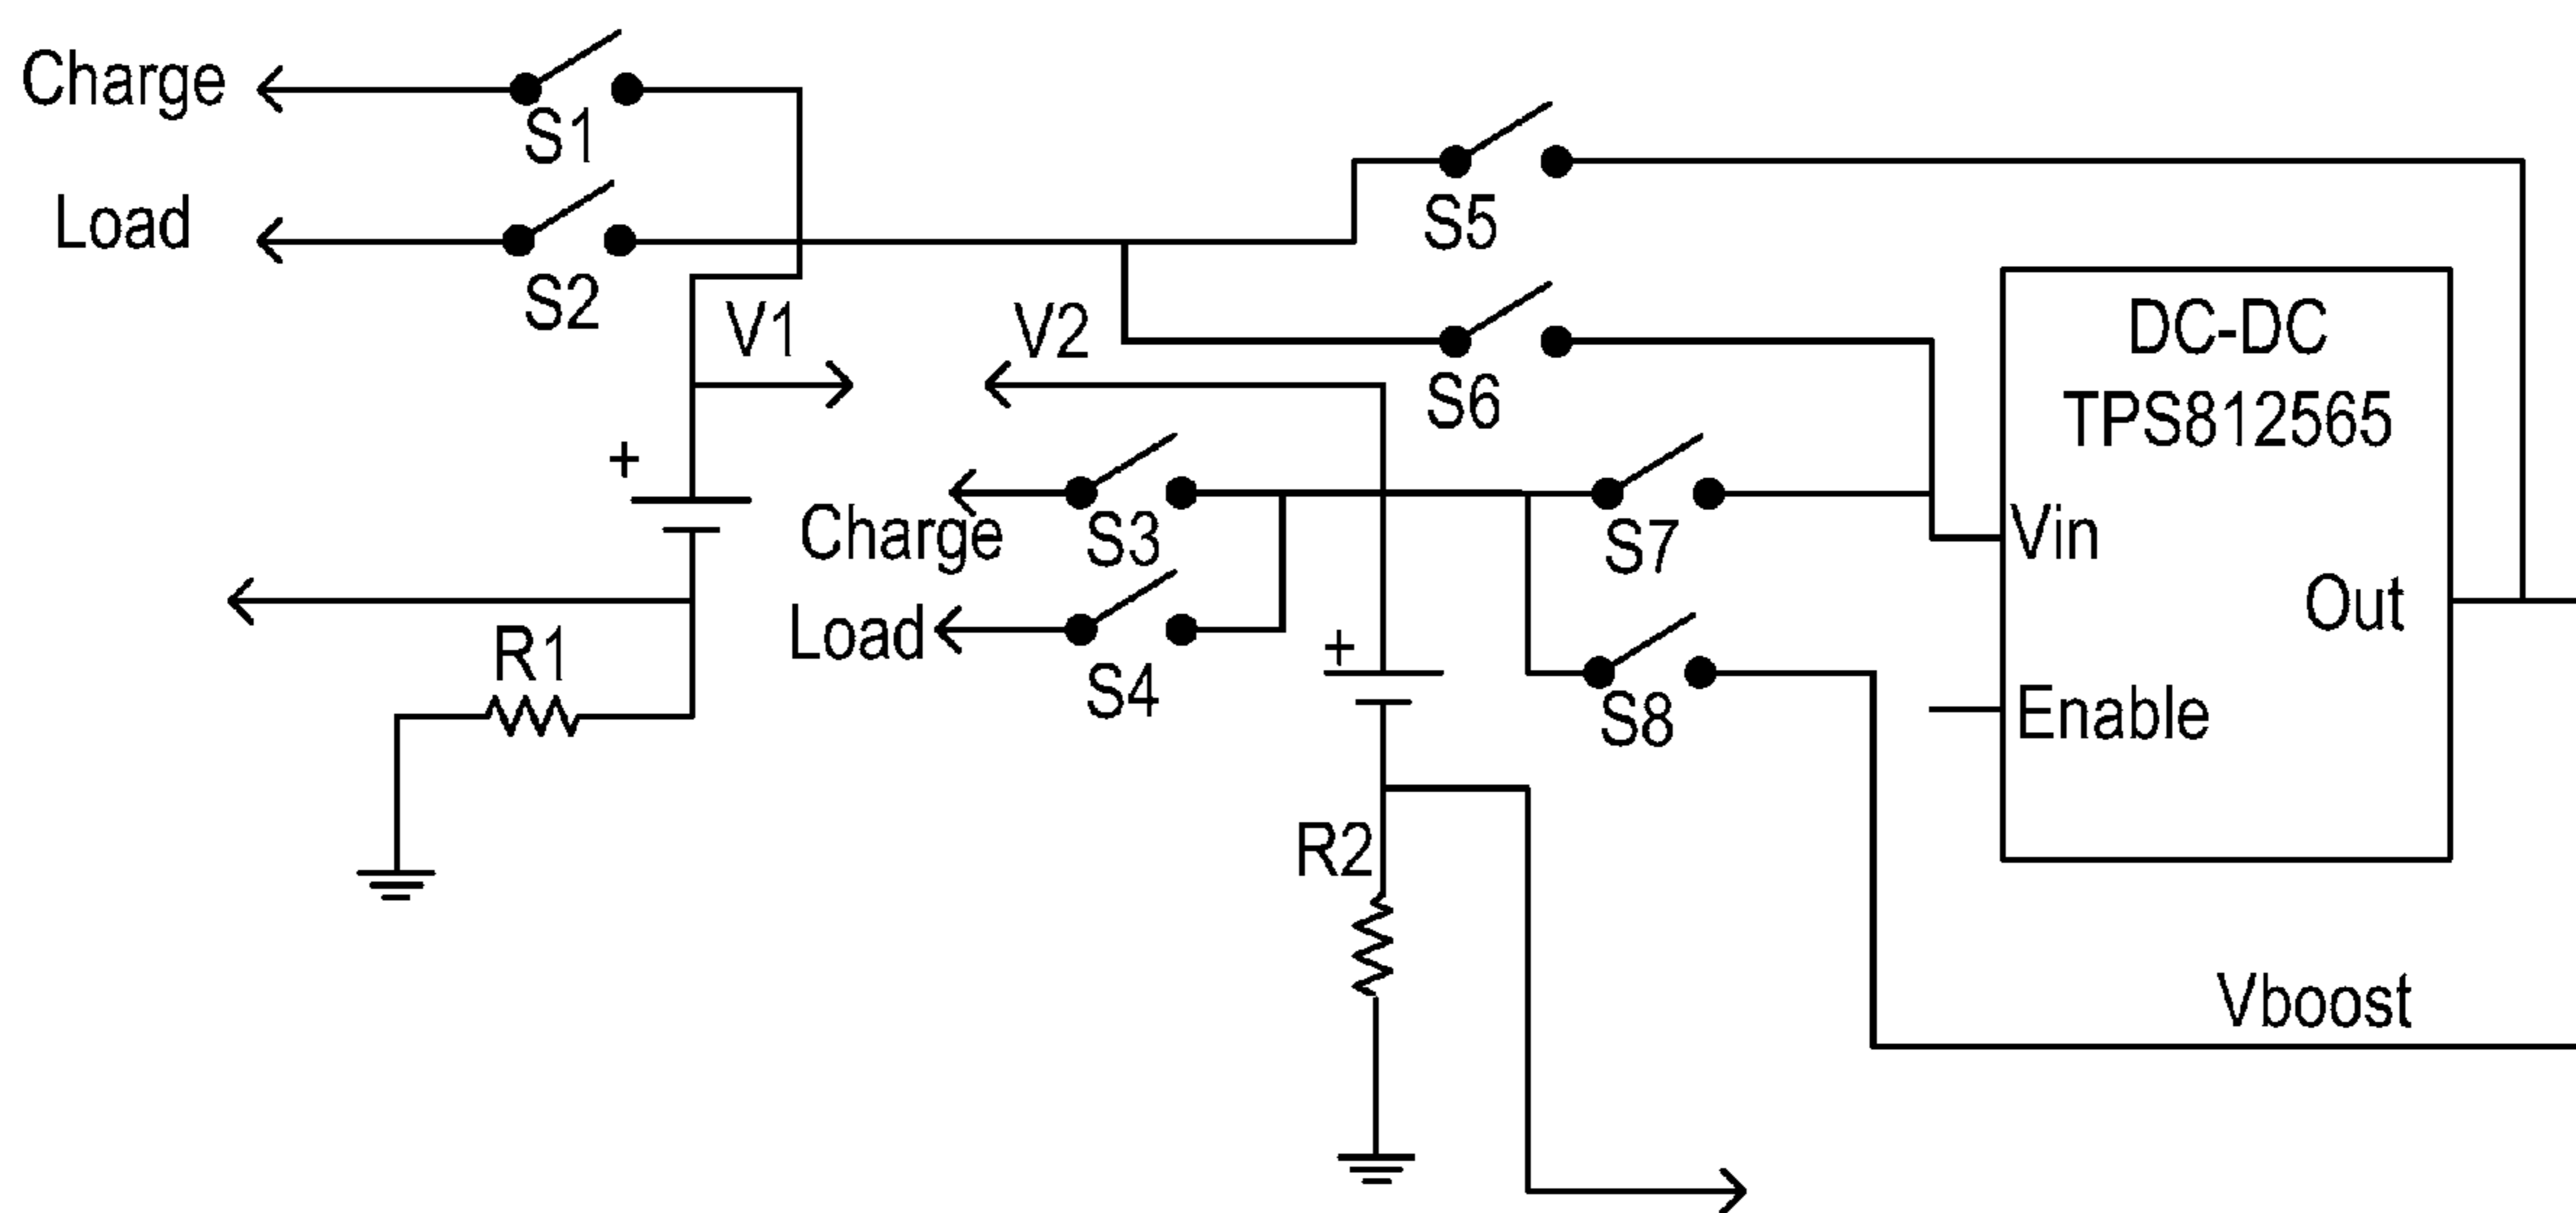 Charge
S1
Load
S2
S5
V1
V2
S6
DC-DC
TPS812565
+
Charge
S3
S7
Vin
Load
S4
+
S8
Out
R1
Enable
R2
Vboost